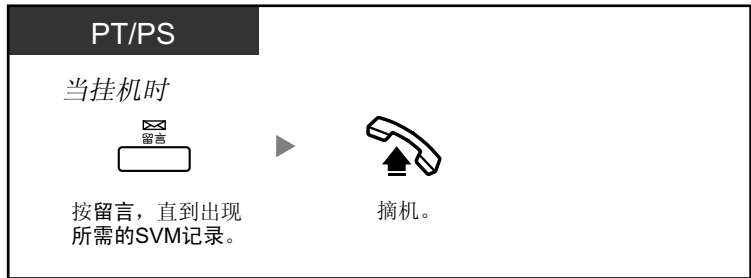 PT/PS
当挂机时
留言
按留言，直到出现
所需的SVM记录。
摘机。